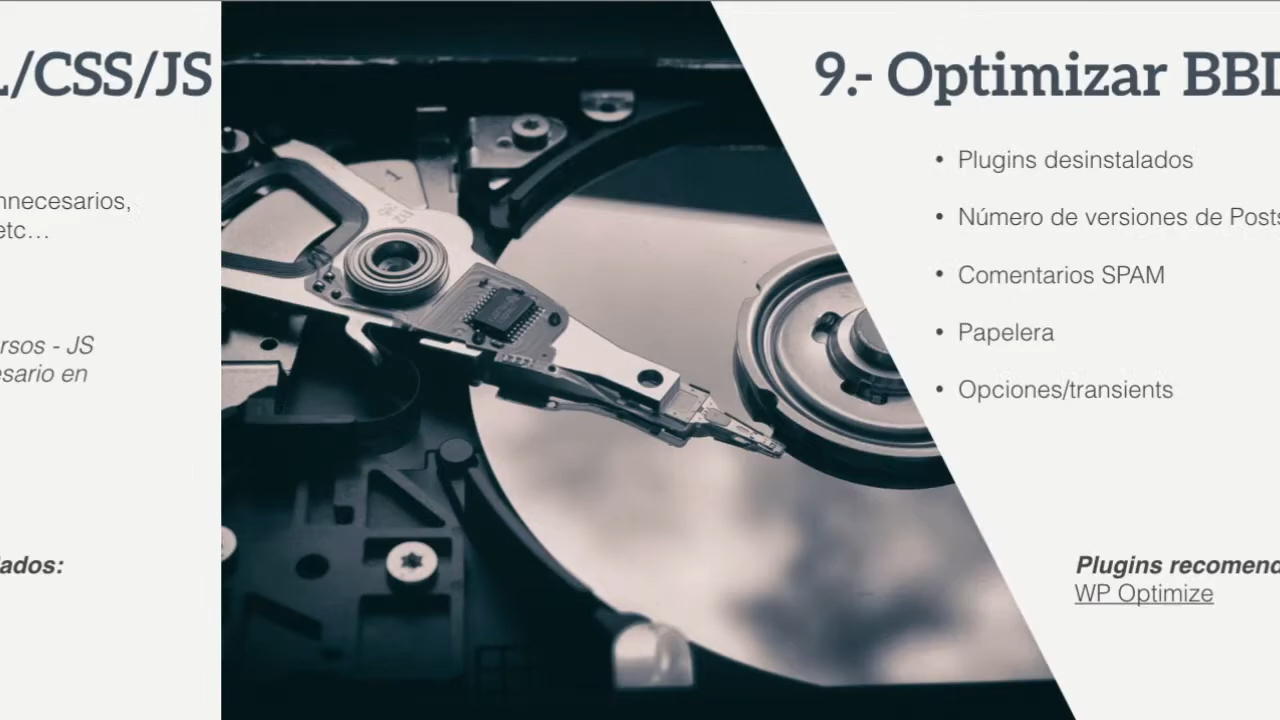 /CSS/JS
nnecesarios,
etc…
rsos - JS
esario en
lados:
9.- Optimizar BBD
Plugins desinstalados
Número de versiones de Posts
Comentarios SPAM
Papelera
Opciones/transients
Plugins recomend
WP Optimize